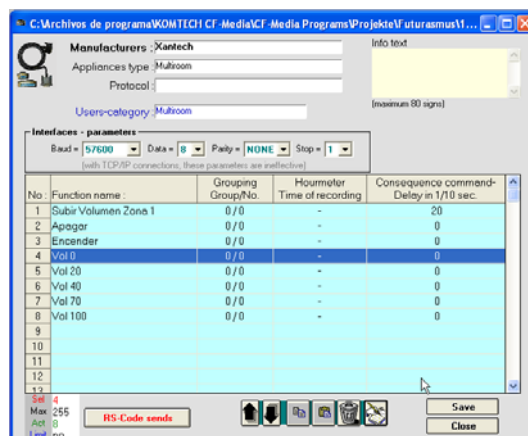 C:\Archivos de programa\KOMTECH CF-Media\CF-Media Programs\Projekte\Futurasmus\1...
Manufacturers : Xantech
Info text
Appliances type : Multiroom
Protocol :
(maximum 80 signs)
Users-category : Multiroom
Interfaces - parameters
Baud = 57600 Data = 8 Parity = NONE Stop = 1
(with TCP/IP connections, these parameters are ineffective)
No : Function name : Grouping Group/No. Hourmeter Time of recording Consequence command- Delay in 1/10 sec.
1 Subir Volumen Zona 1 0 / 0 - 20
2 Apagar 0 / 0 - 0
3 Encender 0 / 0 - 0
4 Vol 0 0 / 0 - 0
5 Vol 20 0 / 0 - 0
6 Vol 40 0 / 0 - 0
7 Vol 70 0 / 0 - 0
8 Vol 100 0 / 0 - 0
9
10
11
12
13
Sel 4
Max 255
Act 8
Limit no
RS-Code sends
Save
Close